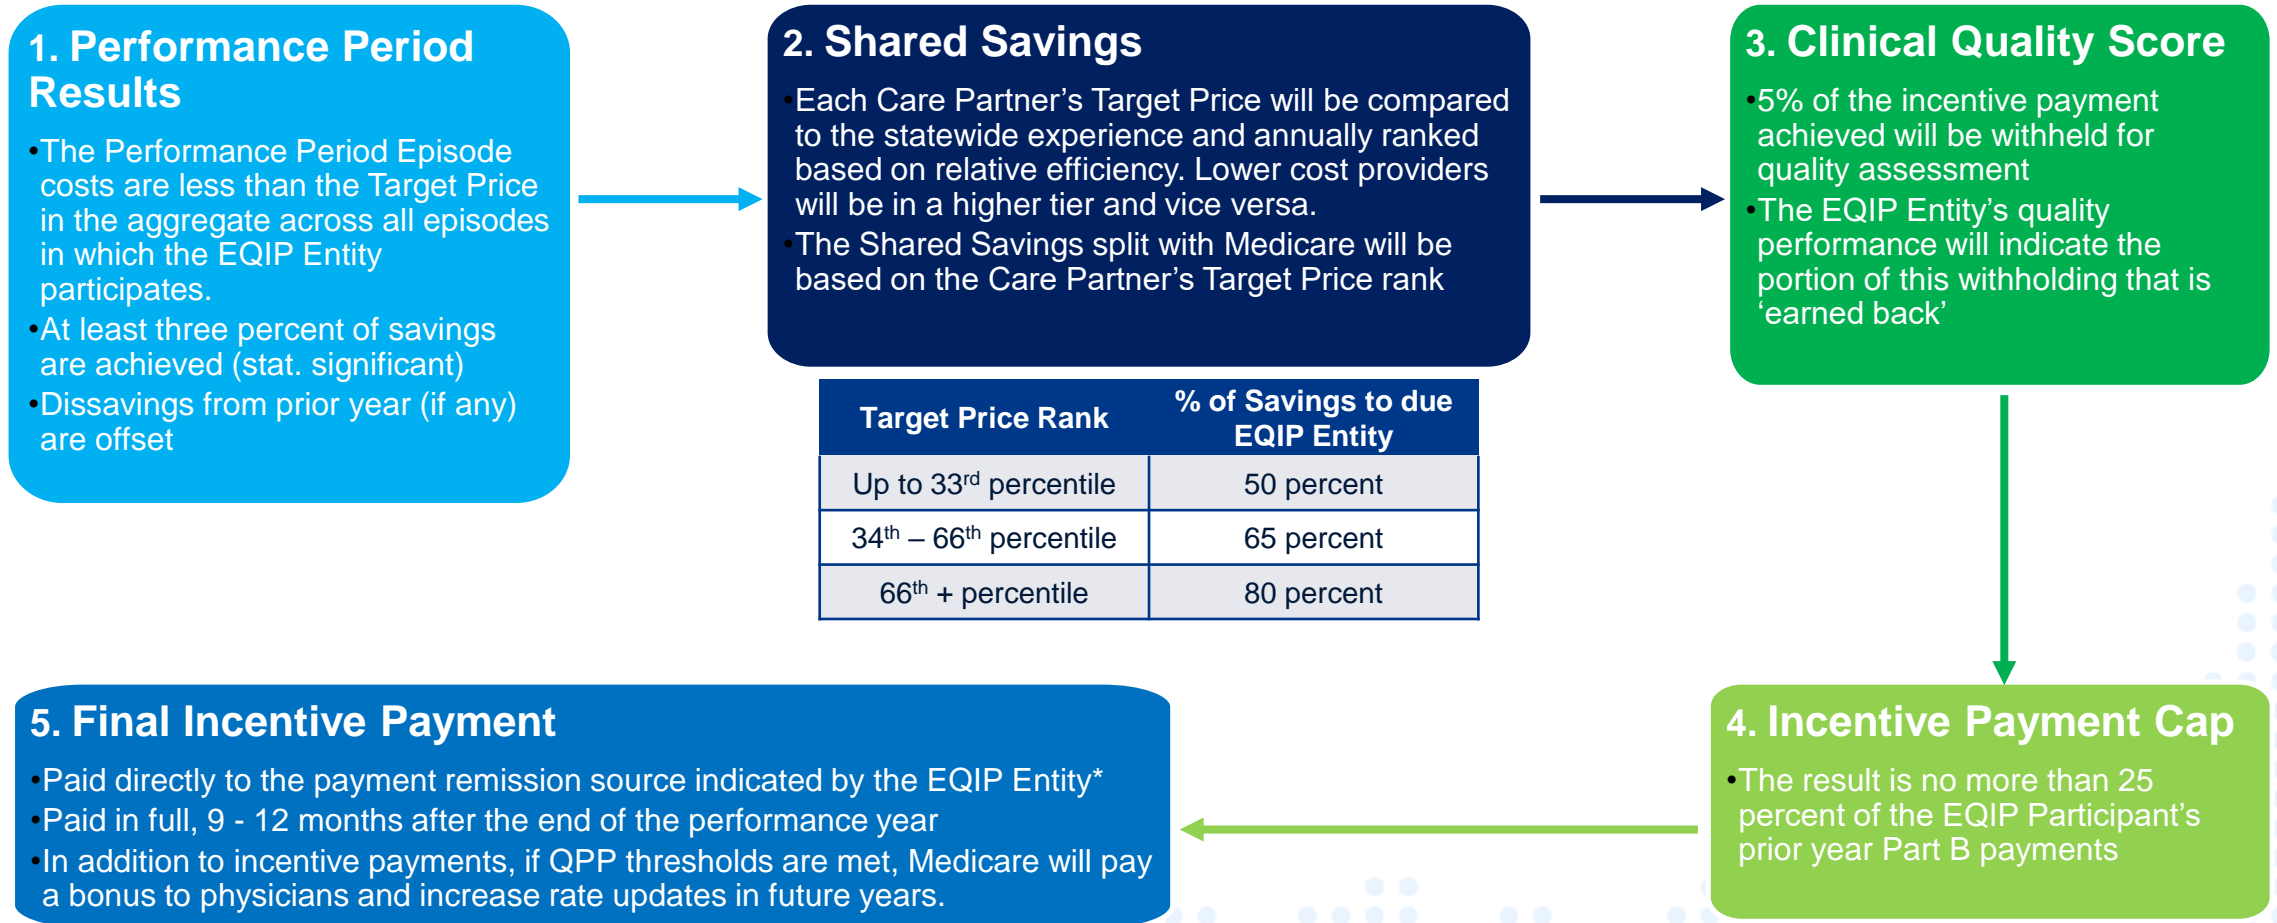 1. Performance Period
Results
•The Performance Period Episode
costs are less than the Target Price
in the aggregate across all episodes
in which the EQIP Entity
participates.
•At least three percent of savings
are achieved (stat. significant)
•Dissavings from prior year (if any)
are offset
2. Shared Savings
•Each Care Partner’s Target Price will be compared
to the statewide experience and annually ranked
based on relative efficiency. Lower cost providers
will be in a higher tier and vice versa.
•The Shared Savings split with Medicare will be
based on the Care Partner’s Target Price rank
Target Price Rank
% of Savings to due
EQIP Entity
Up to 33rd percentile
50 percent
34th – 66th percentile
65 percent
66th + percentile
80 percent
3. Clinical Quality Score
•5% of the incentive payment
achieved will be withheld for
quality assessment
•The EQIP Entity’s quality
performance will indicate the
portion of this withholding that is
‘earned back’
4. Incentive Payment Cap
•The result is no more than 25
percent of the EQIP Participant’s
prior year Part B payments
5. Final Incentive Payment
•Paid directly to the payment remission source indicated by the EQIP Entity*
•Paid in full, 9 - 12 months after the end of the performance year
•In addition to incentive payments, if QPP thresholds are met, Medicare will pay
a bonus to physicians and increase rate updates in future years.